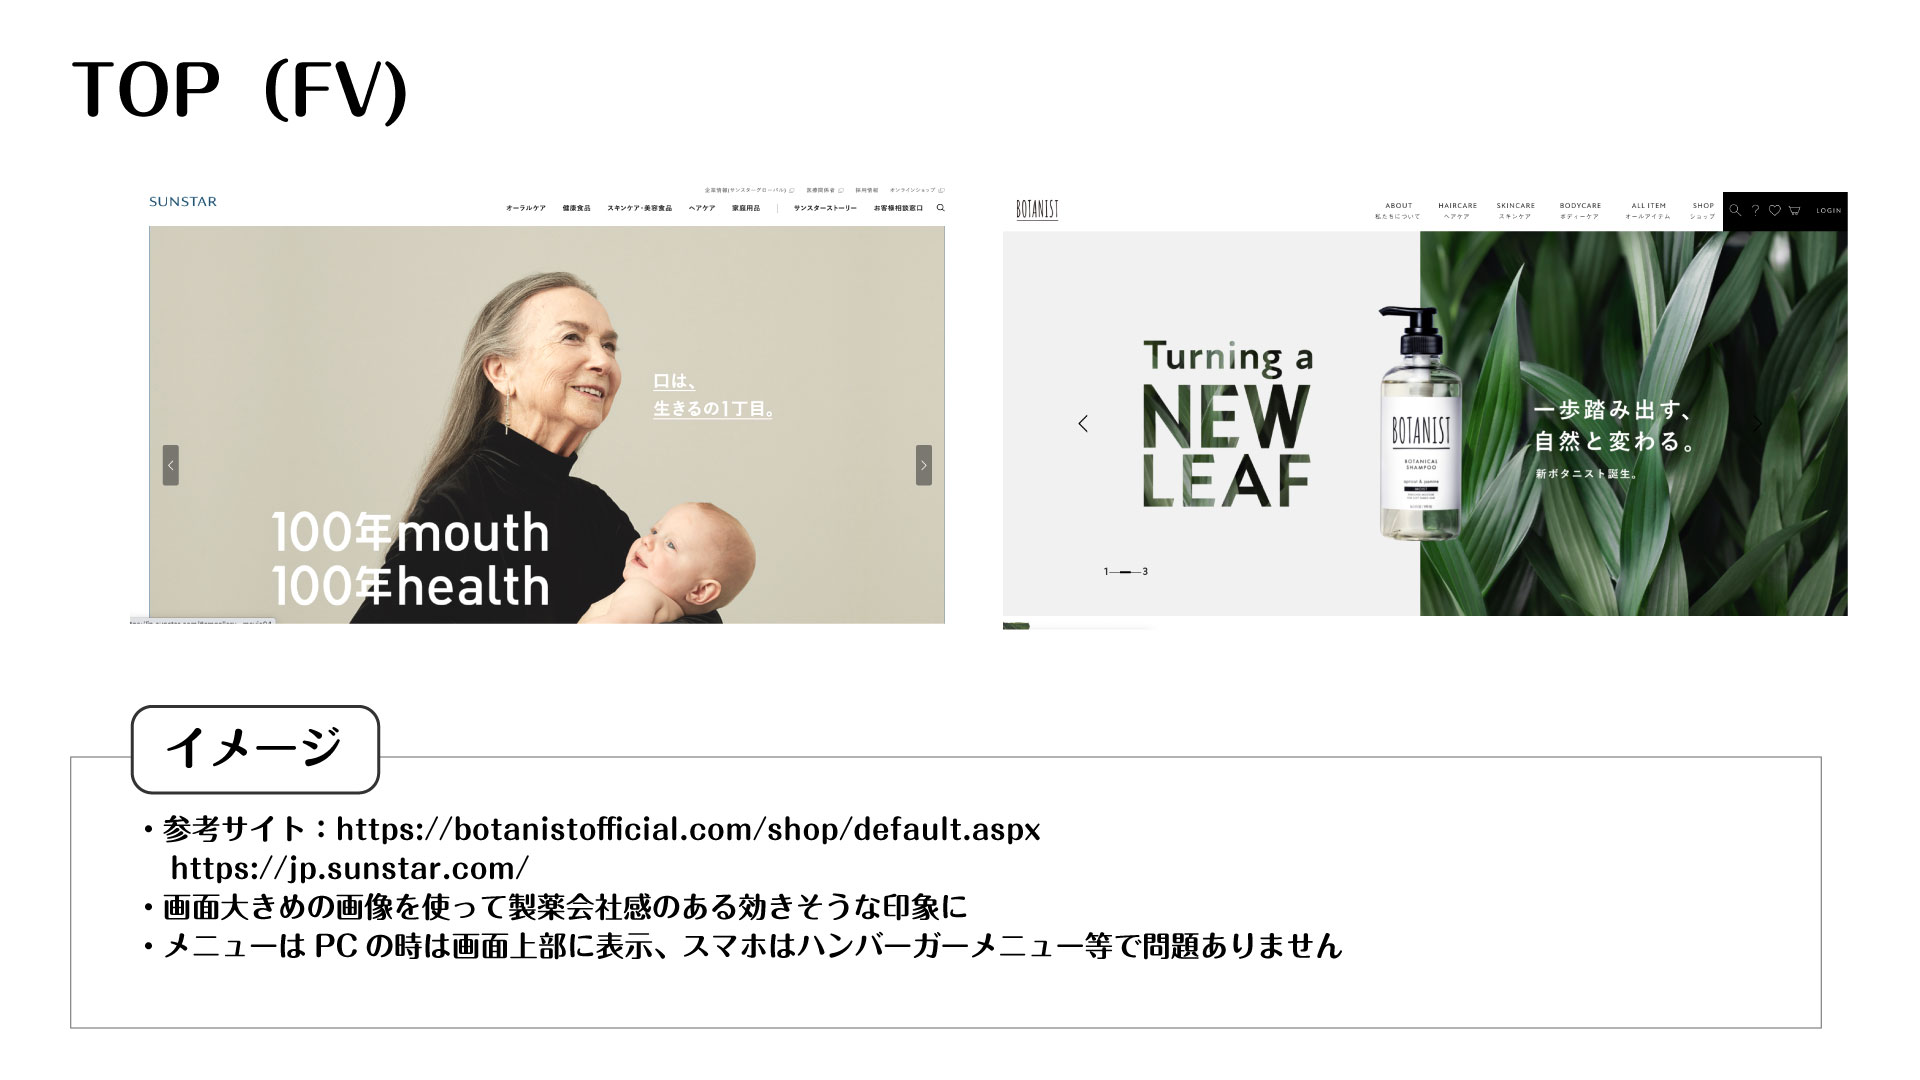 TOP（FV)
企業情報(サンスターグローバル) 医療関係者 採用情報 オンラインショップ
SUNSTAR
オーラルケア 健康食品 スキンケア・美容食品 ヘアケア 家庭用品 サンスターストーリー お客様相談窓口
口は、
生きるの1丁目。
100年mouth
100年health
BOTANIST
ABOUT HAIRCARE SKINCARE BODYCARE ALL ITEM SHOP
私たちについて ヘアケア スキンケア ボディーケア オールアイテム ショップ
LOGIN
Turning a
NEW
LEAF
1 3
BOTANIST
BOTANICAL
SHAMPOO
apricot & jasmine
一歩踏み出す、
自然と変わる。
新ボタニスト誕生。
イメージ
・参考サイト：https://botanistofficial.com/shop/default.aspx
https://jp.sunstar.com/
・画面大きめの画像を使って製薬会社感のある効きそうな印象に
・メニューは PC の時は画面上部に表示、スマホはハンバーガーメニュー等で問題ありません